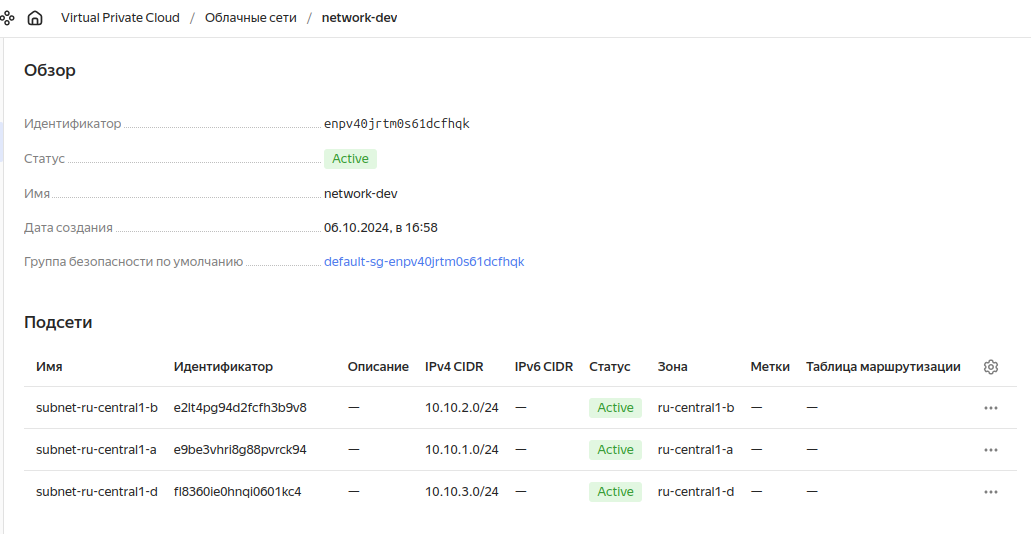 Virtual Private Cloud / Облачные сети / network-dev
Обзор
Идентификатор enpv40jrtm0s61dcfhqk
Статус Active
Имя network-dev
Дата создания 06.10.2024, в 16:58
Группа безопасности по умолчанию default-sg-enpv40jrtm0s61dcfhqk
Подсети
Имя Идентификатор Описание IPv4 CIDR IPv6 CIDR Статус Зона Метки Таблица маршрутизации
subnet-ru-central1-b e2lt4pg94d2fcfh3b9v8 — 10.10.2.0/24 — Active ru-central1-b — —
subnet-ru-central1-a e9be3vhri8g88pvrck94 — 10.10.1.0/24 — Active ru-central1-a — —
subnet-ru-central1-d fl8360ie0hnqi0601kc4 — 10.10.3.0/24 — Active ru-central1-d — —